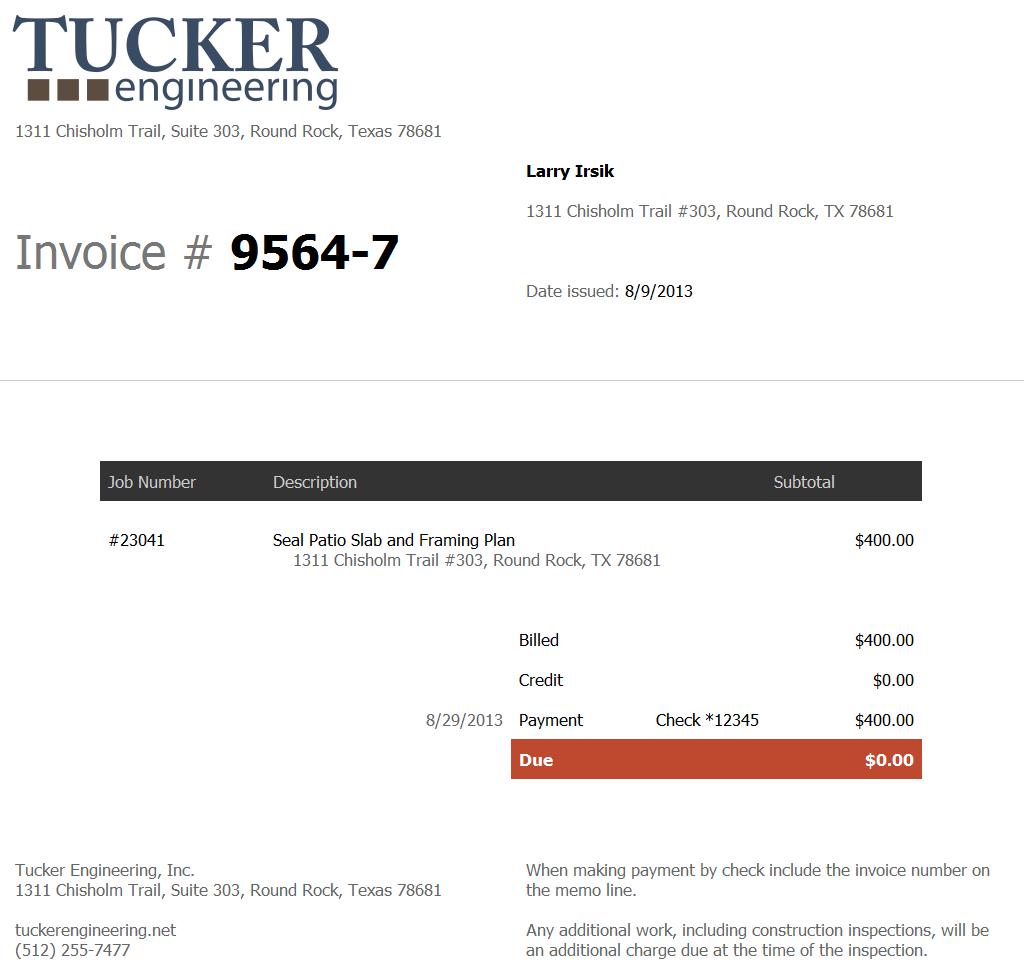 TUCKER
engineering
1311 Chisholm Trail, Suite 303, Round Rock, Texas 78681
Larry Irsik
1311 Chisholm Trail #303, Round Rock, TX 78681
Invoice # 9564-7
Date issued: 8/9/2013
Job Number Description Subtotal
#23041 Seal Patio Slab and Framing Plan $400.00
1311 Chisholm Trail #303, Round Rock, TX 78681
Billed $400.00
Credit $0.00
8/29/2013 Payment Check *12345 $400.00
Due $0.00
Tucker Engineering, Inc.
1311 Chisholm Trail, Suite 303, Round Rock, Texas 78681
tuckerengineering.net
(512) 255-7477
When making payment by check include the invoice number on
the memo line.
Any additional work, including construction inspections, will be
an additional charge due at the time of the inspection.